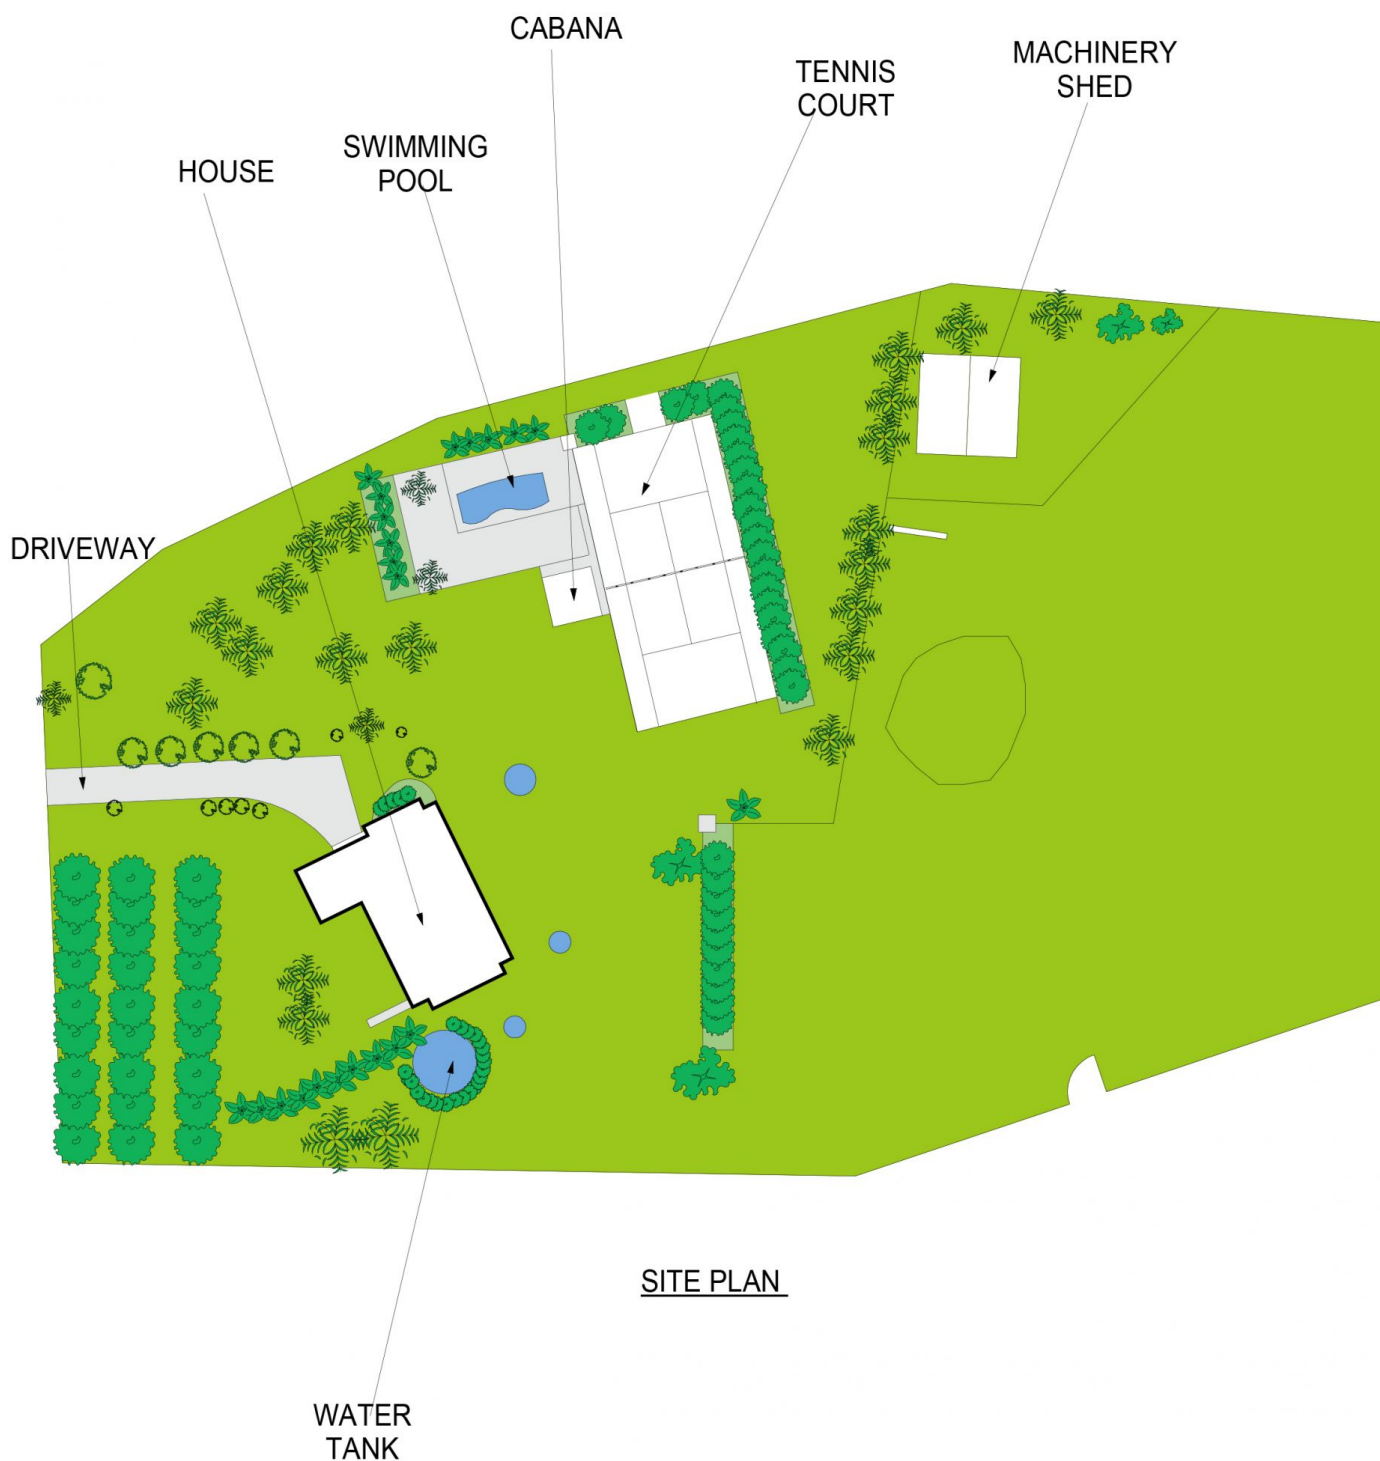 CABANA
MACHINERY
SHED
TENNIS
COURT
SWIMMING
POOL
HOUSE
DRIVEWAY
SITE PLAN
WATER
TANK